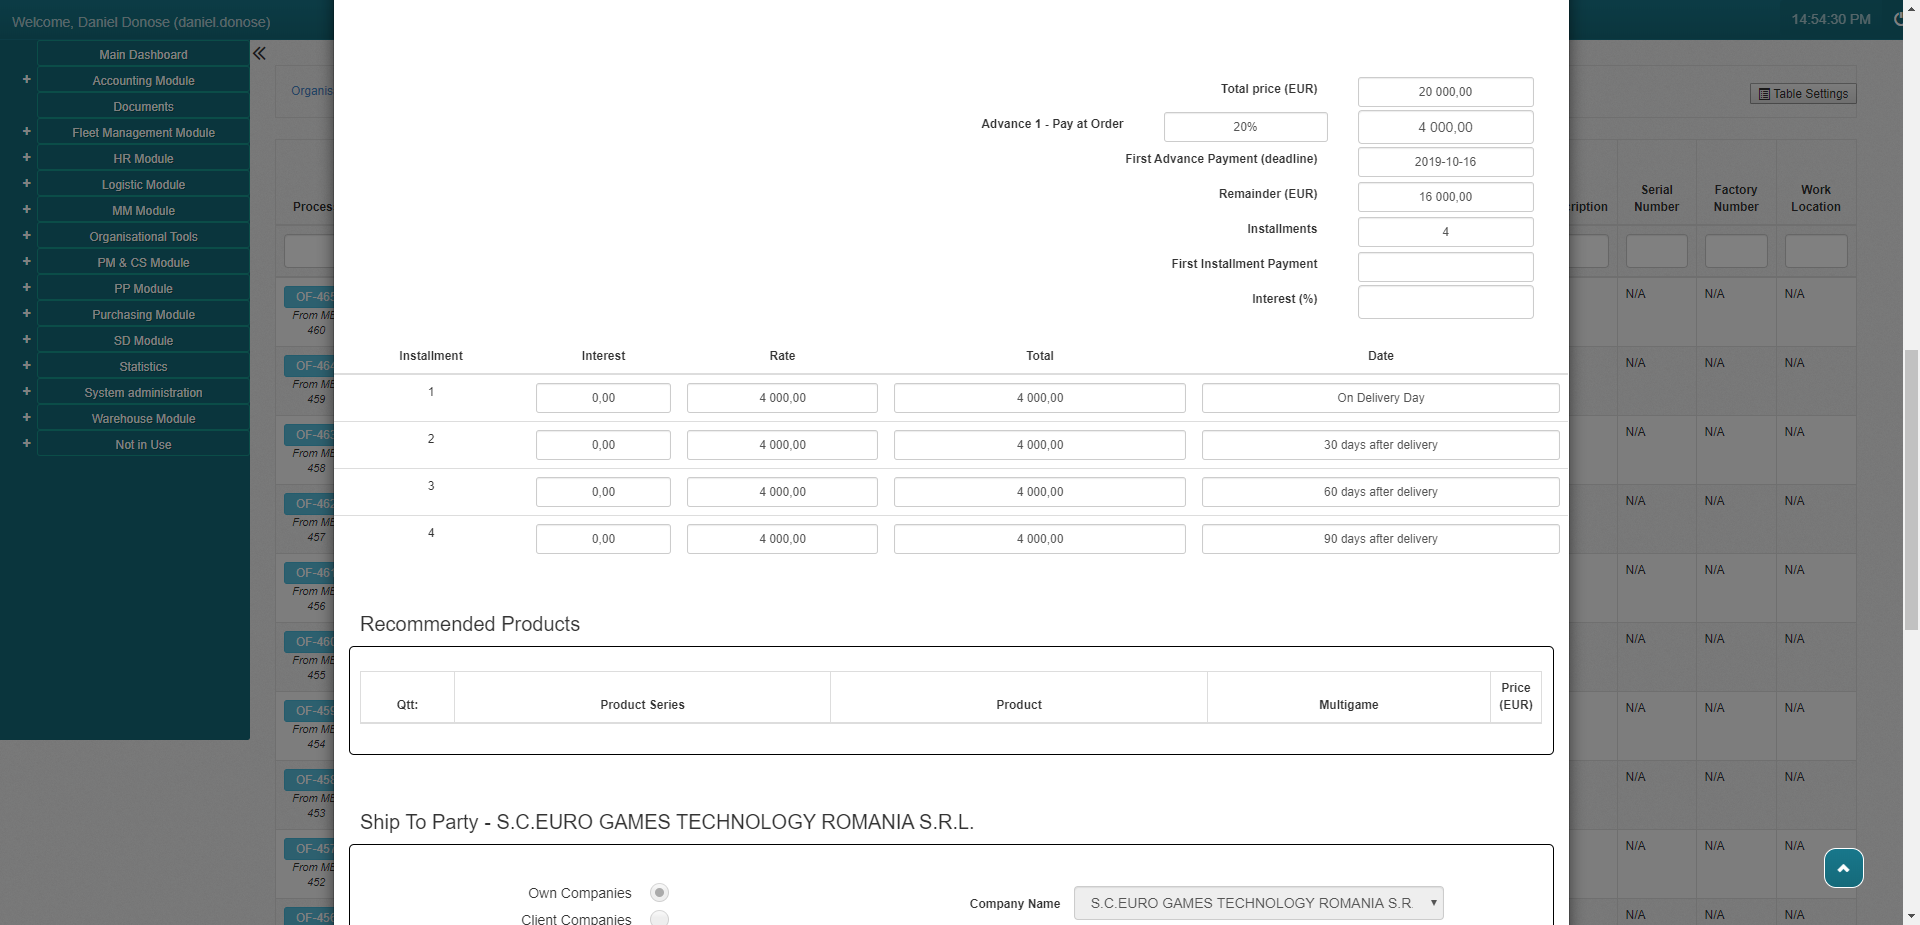 Welcome, Daniel Donose (daniel.donose)
14:54:30 PM
Main Dashboard
Accounting Module
Documents
Fleet Management Module
HR Module
Logistic Module
MM Module
Organisational Tools
PM & CS Module
PP Module
Purchasing Module
SD Module
Statistics
System administration
Warehouse Module
Not in Use
Organis
Table Settings
Proces
ription
Serial Number
Factory Number
Work Location
OF-465
From ME
460
N/A N/A N/A
OF-464
From ME
459
N/A N/A N/A
OF-463
From ME
458
N/A N/A N/A
OF-462
From ME
457
N/A N/A N/A
OF-461
From ME
456
N/A N/A N/A
OF-460
From ME
455
N/A N/A N/A
OF-459
From ME
454
N/A N/A N/A
OF-458
From ME
453
N/A N/A N/A
OF-457
From ME
452
N/A N/A N/A
OF-456
N/A N/A N/A
Total price (EUR) 20 000,00
Advance 1 - Pay at Order 20% 4 000,00
First Advance Payment (deadline) 2019-10-16
Remainder (EUR) 16 000,00
Installments 4
First Installment Payment
Interest (%)
Installment Interest Rate Total Date
1 0,00 4 000,00 4 000,00 On Delivery Day
2 0,00 4 000,00 4 000,00 30 days after delivery
3 0,00 4 000,00 4 000,00 60 days after delivery
4 0,00 4 000,00 4 000,00 90 days after delivery
Recommended Products
Qtt: Product Series Product Multigame Price (EUR)
Ship To Party - S.C.EURO GAMES TECHNOLOGY ROMANIA S.R.L.
Own Companies
Client Companies
Company Name S.C.EURO GAMES TECHNOLOGY ROMANIA S.R